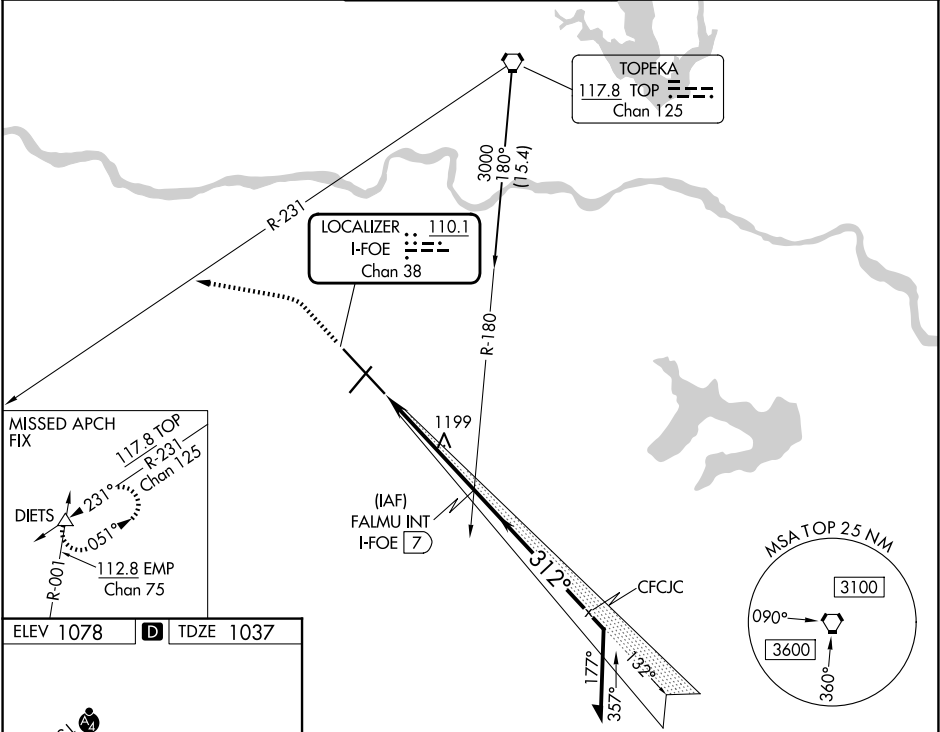 TOPEKA
117.8 TOP
Chan 125
3000
180°
(15.4)
R-231
LOCALIZER 110.1
I-FOE
Chan 38
R-180
1199
MISSED APCH
FIX
117.8 TOP
R-231
Chan 125
231°
DIETS
051°
112.8 EMP
Chan 75
R-001
(IAF)
FALMU INT
I-FOE 7
312°
CFCJC
177°
357°
132°
MSA TOP 25 NM
3100
090°
3600
360°
ELEV 1078 D TDZE 1037
A4